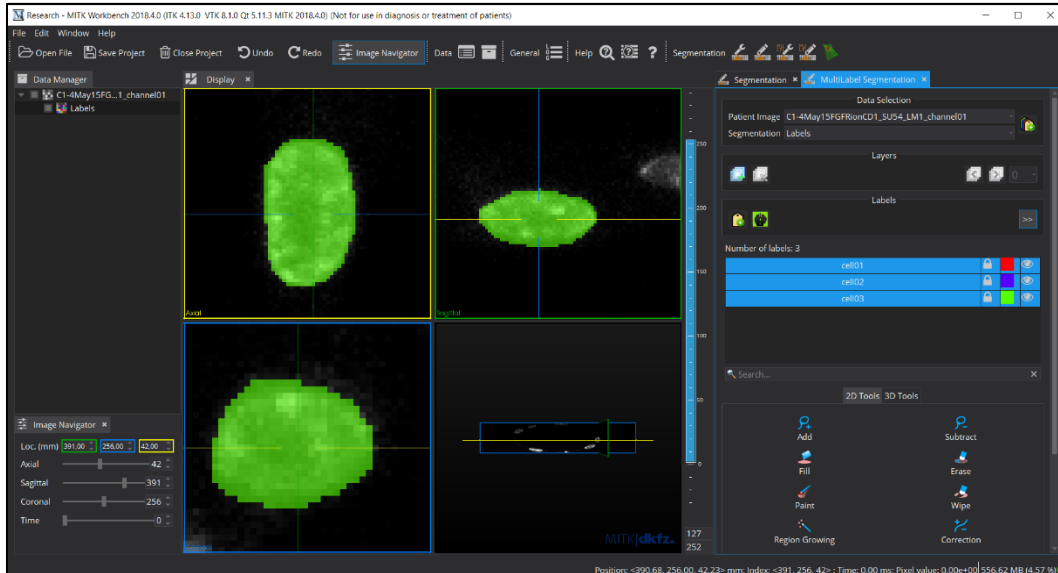 Research - MITK Workbench 2018.4.0 (ITK 4.13.0 VTK 8.1.0 Qt 5.11.3 MITK 2018.4.0) (Not for use in diagnosis or treatment of patients)
File Edit Window Help
Open File Save Project Close Project Undo Redo Image Navigator Data General Help ? Segmentation
Data Manager
C1-4May15FG...1_channel01
Labels
Display
Axial
Sagittal
MITK|dkfz.
250
200
150
100
50
0
127
252
Segmentation
MultiLabel Segmentation
Data Selection
Patient Image C1-4May15FGFRionCD1_SU54_LM1_channel01
Segmentation Labels
Layers
0
Labels
>>
Number of labels: 3
cell01
cell02
cell03
Search...
2D Tools 3D Tools
Add Subtract
Fill Erase
Paint Wipe
Region Growing Correction
Image Navigator
Loc. (mm) 391,00 256,00 42,00
Axial 42
Sagittal 391
Coronal 256
Time 0
Position: <390.68, 256.00, 42.23> mm; Index: <391, 256, 42> ; Time: 0.00 ms; Pixel value: 0.00e+00 556.62 MB (4.57 %)